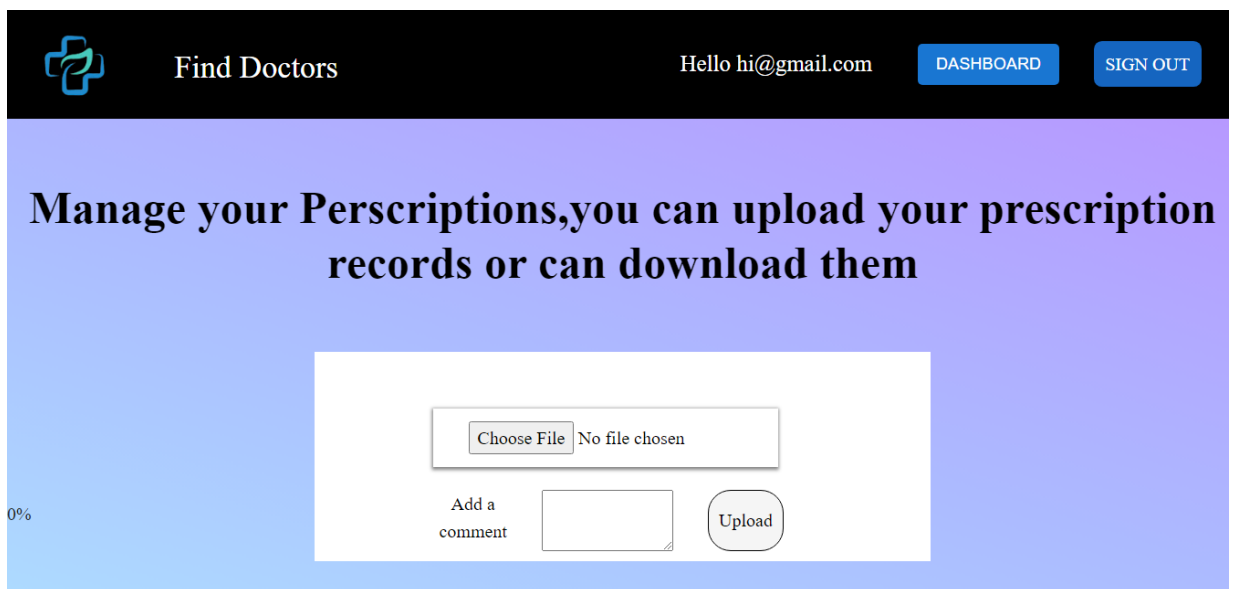 Find Doctors
Hello hi@gmail.com
DASHBOARD
SIGN OUT
Manage your Perscriptions,you can upload your prescription
records or can download them
Choose File No file chosen
0%
Add a
comment
Upload